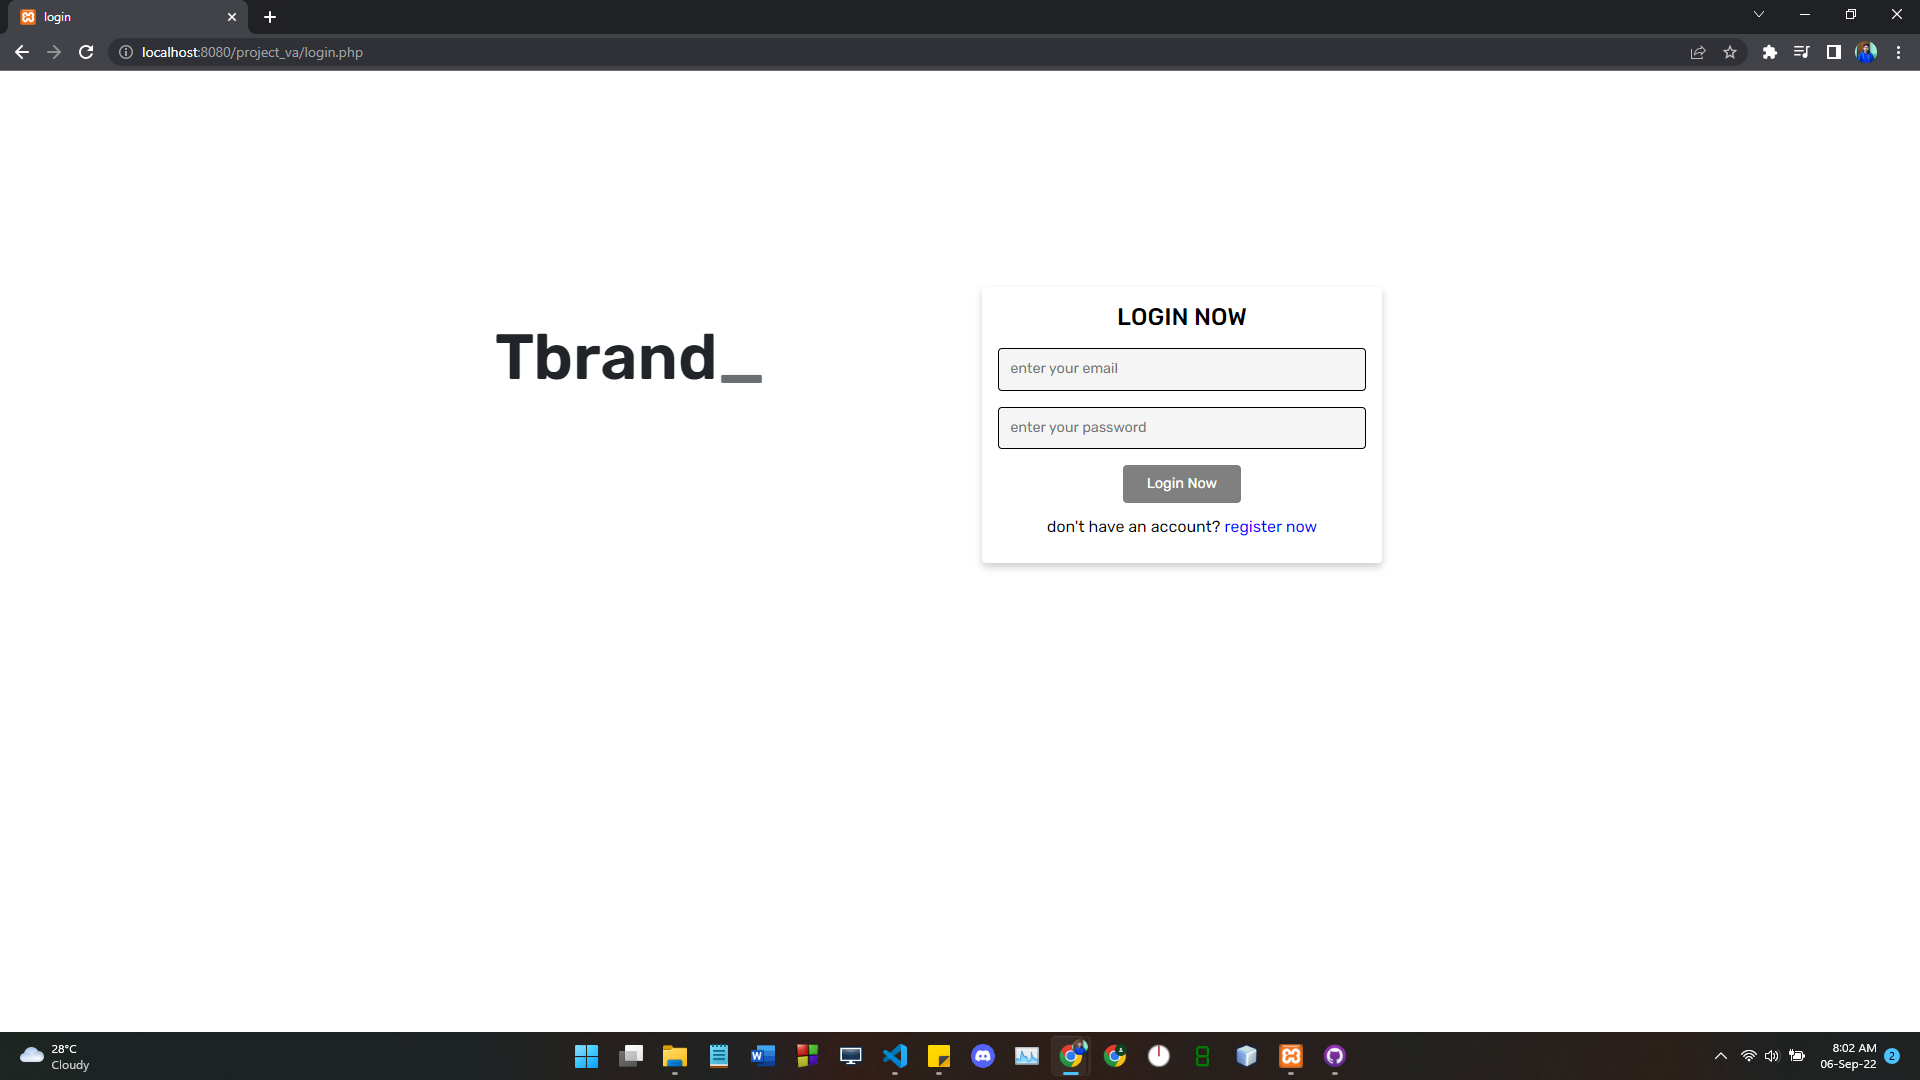 login
localhost:8080/project_va/login.php
Tbrand_
LOGIN NOW
enter your email
enter your password
Login Now
don't have an account? register now
28°C
Cloudy
8:02 AM
06-Sep-22
2